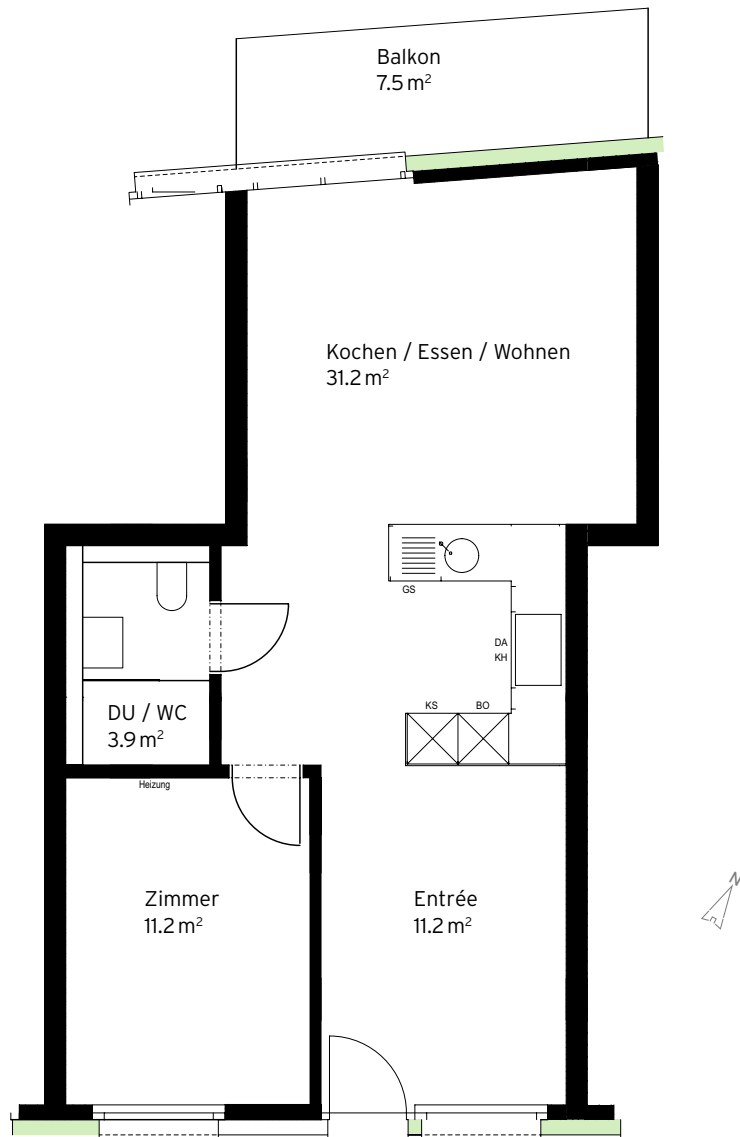 Balkon
7.5 m²
Kochen / Essen / Wohnen
31.2 m²
GS
DA
KH
KS BO
DU / WC
3.9 m²
Heizung
N
Zimmer
11.2 m²
Entrée
11.2 m²